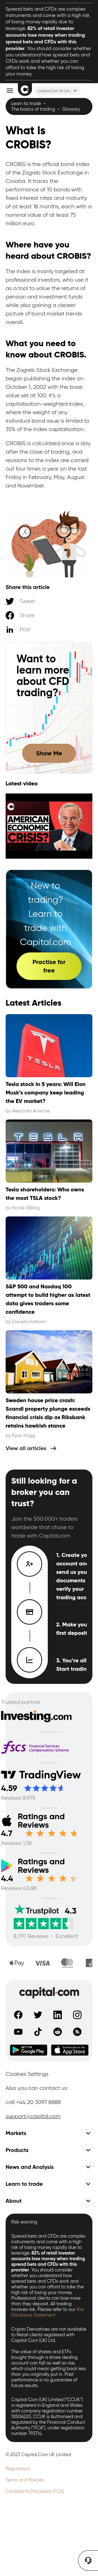 Spread bets and CFDs are complex
instruments and come with a high risk
of losing money rapidly due to
leverage. 82% of retail investor
accounts lose money when trading
spread bets and CFDs with this
provider. You should consider whether
you understand how spread bets and
CFDs work and whether you can
afford to take the high risk of losing
your money.
Learn to trade •
The basics of trading • Glossary
What is
CROBIS?
CROBIS is the official bond index
of the Zagreb Stock Exchange in
Croatia. It refers to 10 bonds with
fixed interest rates and maturity
of at least 18 months, each with a
nominal value of at least 75
million euro.
Where have you
heard about CROBIS?
The index is mainly targeted at
professional investors, who use it
as a tool to value the returns on
pension and investment funds. It
gives an overall picture of how
bond markets are performing,
rather than an idea of demand for
bonds of a particular lender.
What you need to
know about CROBIS.
The Zagreb Stock Exchange
began publishing the index on
October 1, 2002 with the base
value set at 100. It's a
capitalisation-weighted index,
where the weight of each
individual bond issue is limited to
35% of the index capitalisation.
CROBIS is calculated once a day
after the close of trading, and
revisions to the index are carried
out four times a year on the last
Friday in February, May, August
and November.
Share this article
Tweet
Share
Post
Want to
learn more
about CFD
trading?
Show Me
Latest video
AMERICAN
ECONOMIC
CRISIS?
New to
trading?
Learn to
trade with
Capital.com
Practise for
free
Latest Articles
Tesla stock in 5 years: Will Elon
Musk's company keep leading
the EV market?
by Alejandro Arrieche
TESLA
Tesla shareholders: Who owns
the most TSLA stock?
by Nicole Willing
S&P 500 and Nasdaq 100
attempt to build higher as latest
data gives traders some
confidence
by Daniela Hathorn
Sweden house price crash:
Scandi property plunge exceeds
financial crisis dip as Riksbank
retains hawkish stance
by Piyan Hogg
View all articles →
Still looking for a
broker you can
trust?
Join the 500.000+ traders
worldwide that chose to
trade with Capital.com
1. Create yo
account and
send us you
documents
verify your
trading acc
2. Make you
first deposit
3. You're all
Start tradin
Trusted partner
Investing.com
fscs Financial Services
Compensation Scheme
TradingView
4.59
Reviews 8,975
Ratings and
Reviews
4.7
Reviews 1,15K
Ratings and
Reviews
4.4
Reviews 40,8K
Trustpilot 4.3
8,797 Reviews • Excellent
Pay VISA mastercard
capital.com
GET IT ON
Google Play
Download on the
App Store
Cookies Settings
Also you can contact us:
call +44 20 3097 8888
support@capital.com
Markets
Products
News and Analysis
Learn to trade
About
Risk warning
Spread Bets and CFDs are complex
instruments and come with a high
risk of losing money rapidly due to
leverage. 82% of retail investor
accounts lose money when trading
spread bets and CFDs with this
provider. You should consider
whether you understand how
spread bets and CFDs work and
whether you can afford to take the
high risk of losing your money.
Professional clients can lose more
than they deposit. All trading
involves risk. Please refer to our Risk
Disclosure Statement
Crypto Derivatives are not available
to Retail clients registered with
Capital Com (UK) Ltd.
The value of shares and ETFs
bought through a share dealing
account can fall as well as rise,
which could mean getting back less
than you originally put in. Past
performance is no guarantee of
future results.
Capital Com (UK) Limited ("CCUK")
is registered in England and Wales
with company registration number
10506220. CCUK is Authorised and
regulated by the Financial Conduct
Authority ("FCA"), under registration
number 793714.
© 2023 Capital Com UK Limited
Regulations
Terms and Policies
Complaints Procedure (FCA)